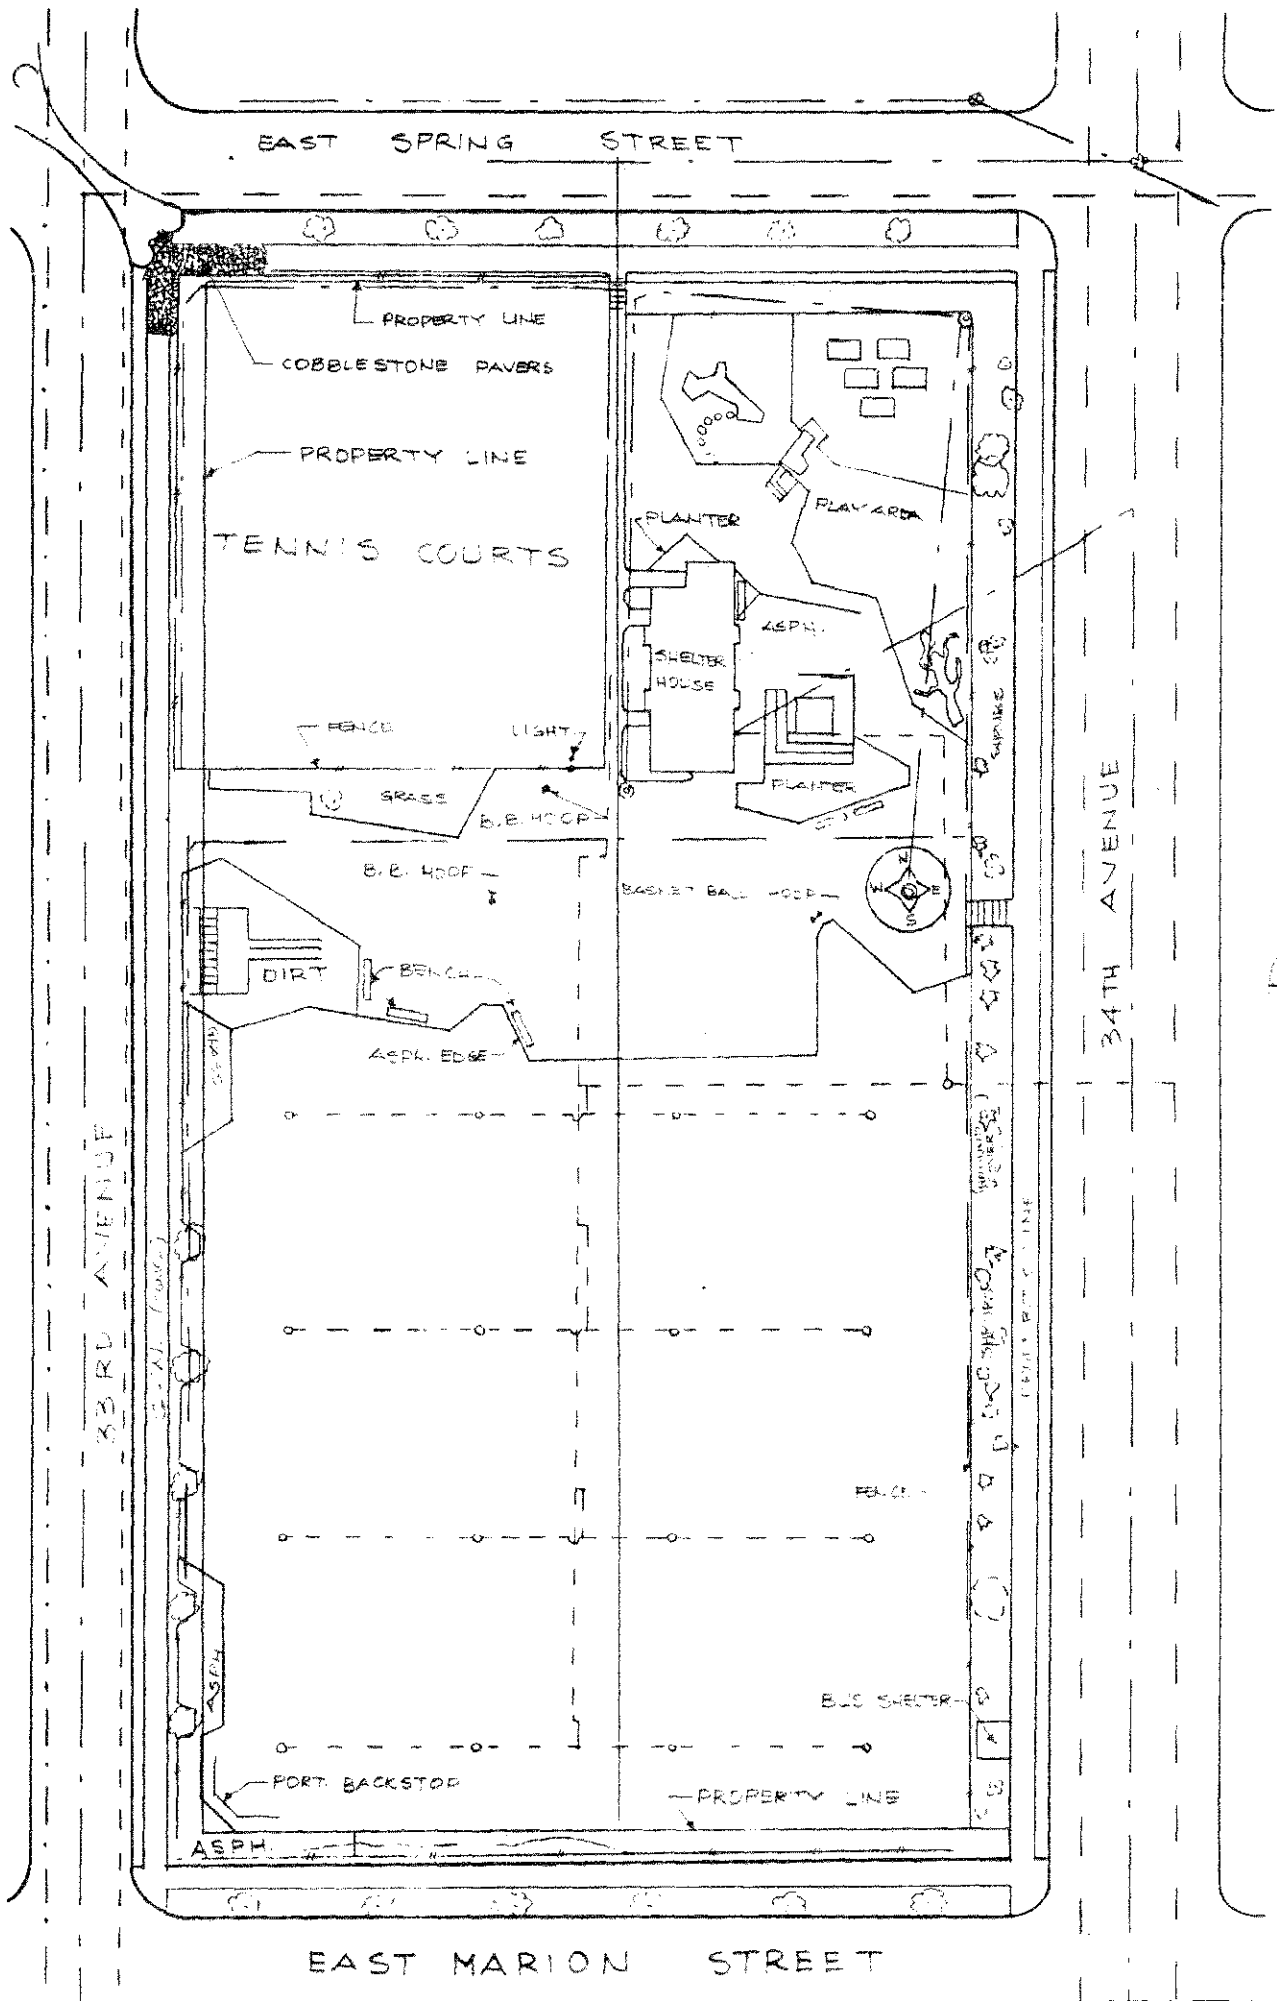 EAST SPRING STREET
PROPERTY LINE
COBBLESTONE PAVERS
PROPERTY LINE
TENNIS COURTS
PLANTER
PLAY AREA
ASPH.
SHELTER
HOUSE
FENCE
LIGHT
GRASS
B.B. HOOP
PLANTER
B.B. HOOP
BASKET BALL HOOP
N
W
E
S
DIRT
BENCH
ASPH. EDGE
34TH AVENUE
33RD AVENUE
FENCE
ASPH
BUS SHELTER
PORT. BACKSTOP
PROPERTY LINE
ASPH.
EAST MARION STREET